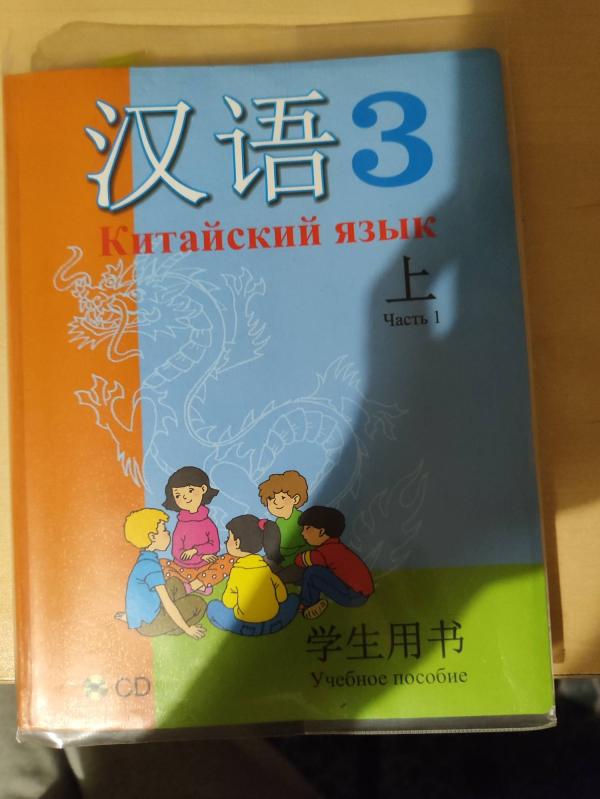 汉语 3
Китайский язык
上
Часть 1
学生用书
Учебное пособие
CD